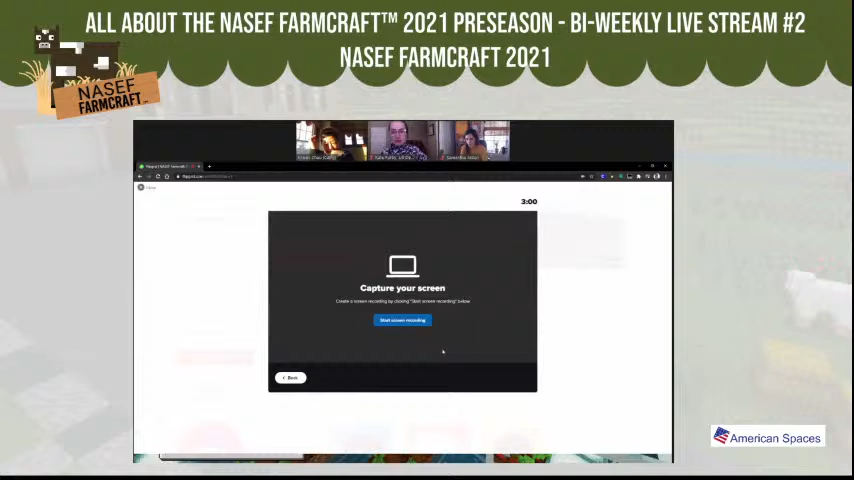 ALL ABOUT THE NASEF FARMCRAFT™ 2021 PRESEASON - BI-WEEKLY LIVE STREAM #2
NASEF FARMCRAFT 2021
NASEF
FARMCRAFT
3:00
Capture your screen
Create a screen recording by clicking "Start screen recording" below
Start screen recording
Back
American Spaces